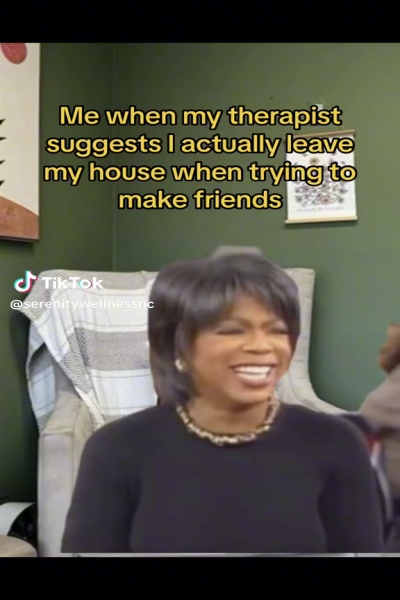 Me when my therapist
suggests I actually leave
my house when trying to
make friends
TikTok
@serenitywellnessnc